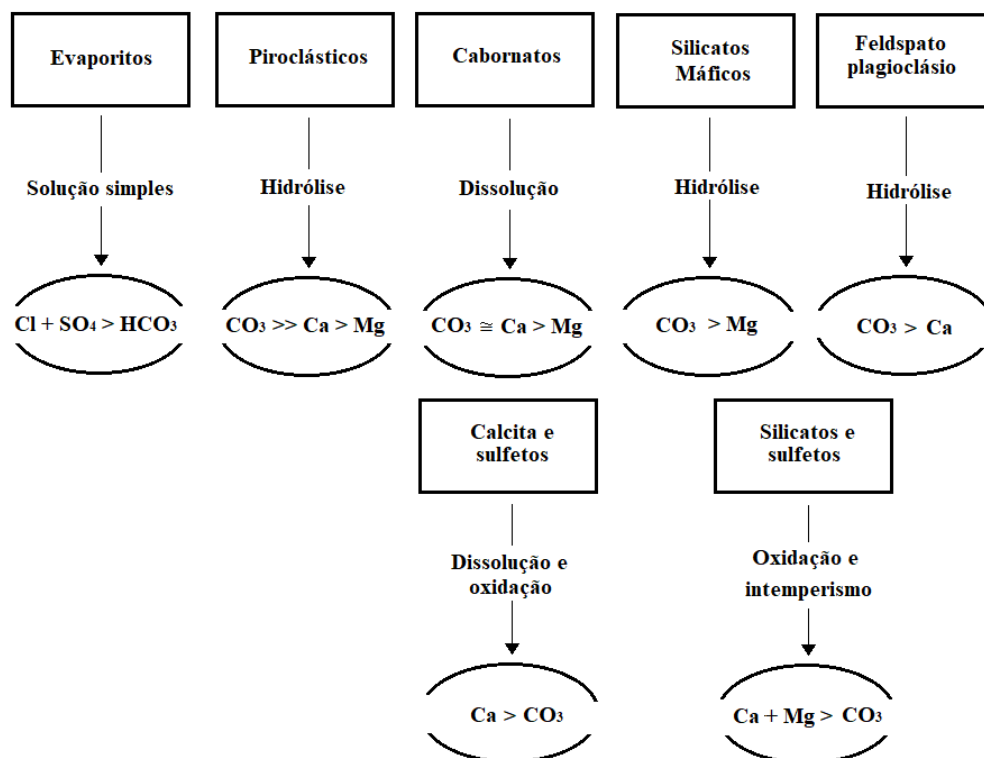 Evaporitos
Piroclásticos
Cabornatos
Silicatos
Máficos
Feldspato
plagioclásio
Solução simples
Hidrólise
Dissolução
Hidrólise
Hidrólise
Cl + SO₄ > HCO₃
CO₃ >> Ca > Mg
CO₃ ≅ Ca > Mg
CO₃ > Mg
CO₃ > Ca
Calcita e
sulfetos
Silicatos e
sulfetos
Dissolução e
oxidação
Oxidação e
intemperismo
Ca > CO₃
Ca + Mg > CO₃